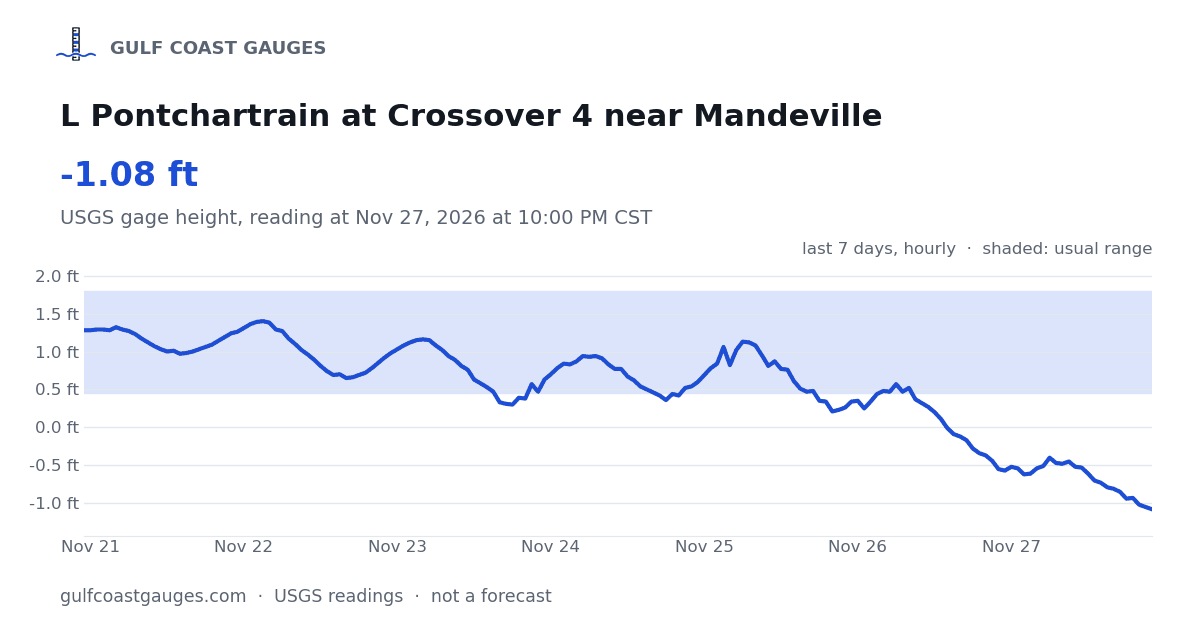 GULF COAST GAUGES
L Pontchartrain at Crossover 4 near Mandeville
-1.08 ft
USGS gage height, reading at Nov 27, 2026 at 10:00 PM CST
last 7 days, hourly · shaded: usual range
2.0 ft
1.5 ft
1.0 ft
0.5 ft
0.0 ft
-0.5 ft
-1.0 ft
Nov 21 Nov 22 Nov 23 Nov 24 Nov 25 Nov 26 Nov 27
gulfcoastgauges.com · USGS readings · not a forecast